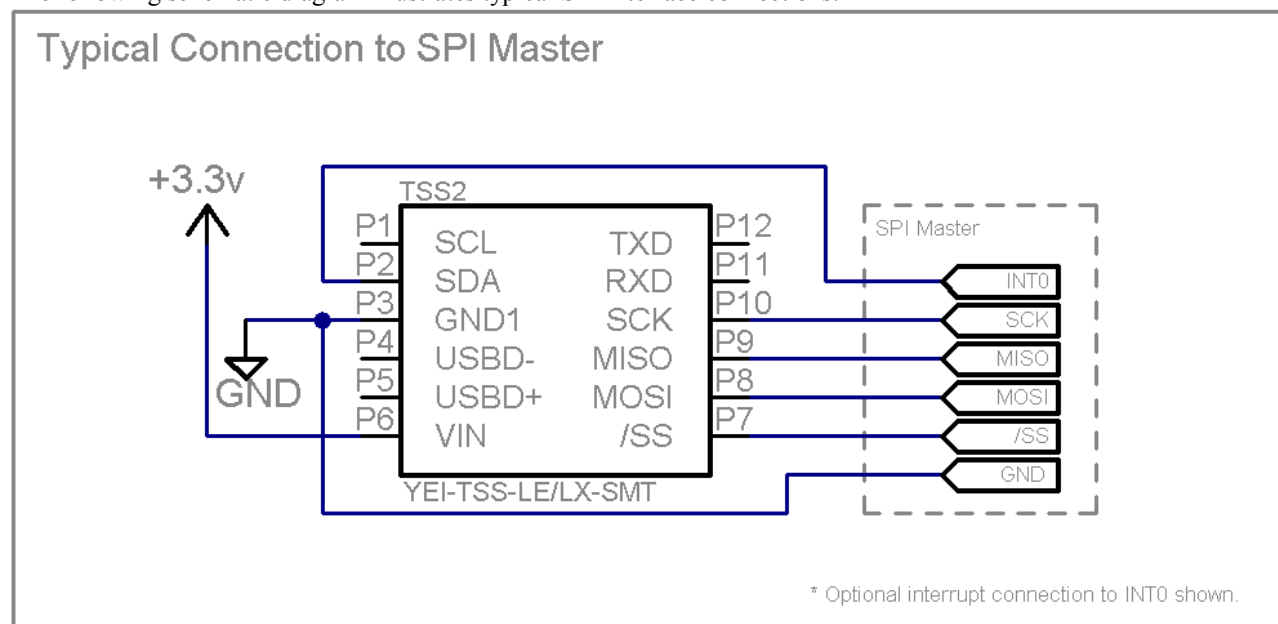 Typical Connection to SPI Master
+3.3v
TSS2
P1 SCL TXD P12
P2 SDA RXD P11
P3 GND1 SCK P10
P4 USBD- MISO P9
P5 USBD+ MOSI P8
P6 VIN /SS P7
GND
YEI-TSS-LE/LX-SMT
SPI Master
INT0
SCK
MISO
MOSI
/SS
GND
* Optional interrupt connection to INT0 shown.